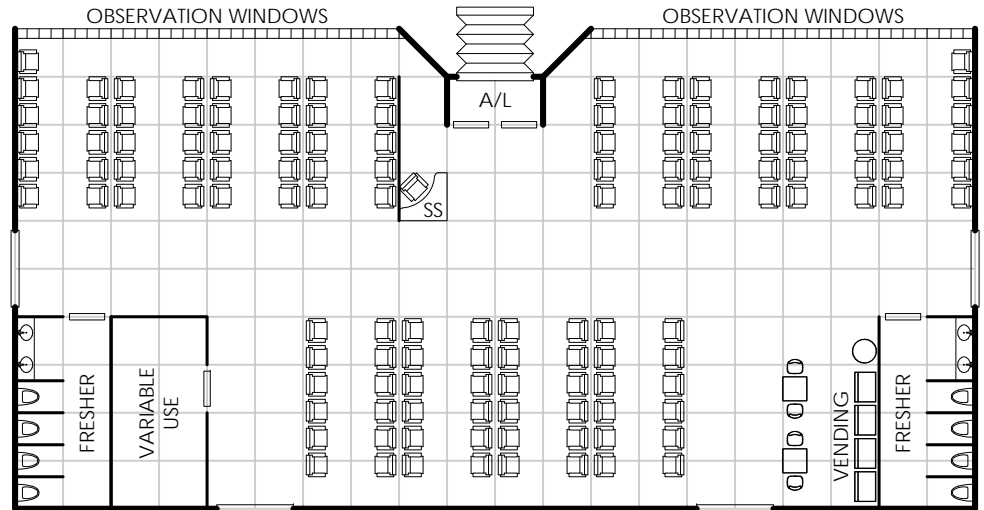 OBSERVATION WINDOWS
OBSERVATION WINDOWS
A/L
SS
FRESHER
VARIABLE
USE
VENDING
FRESHER